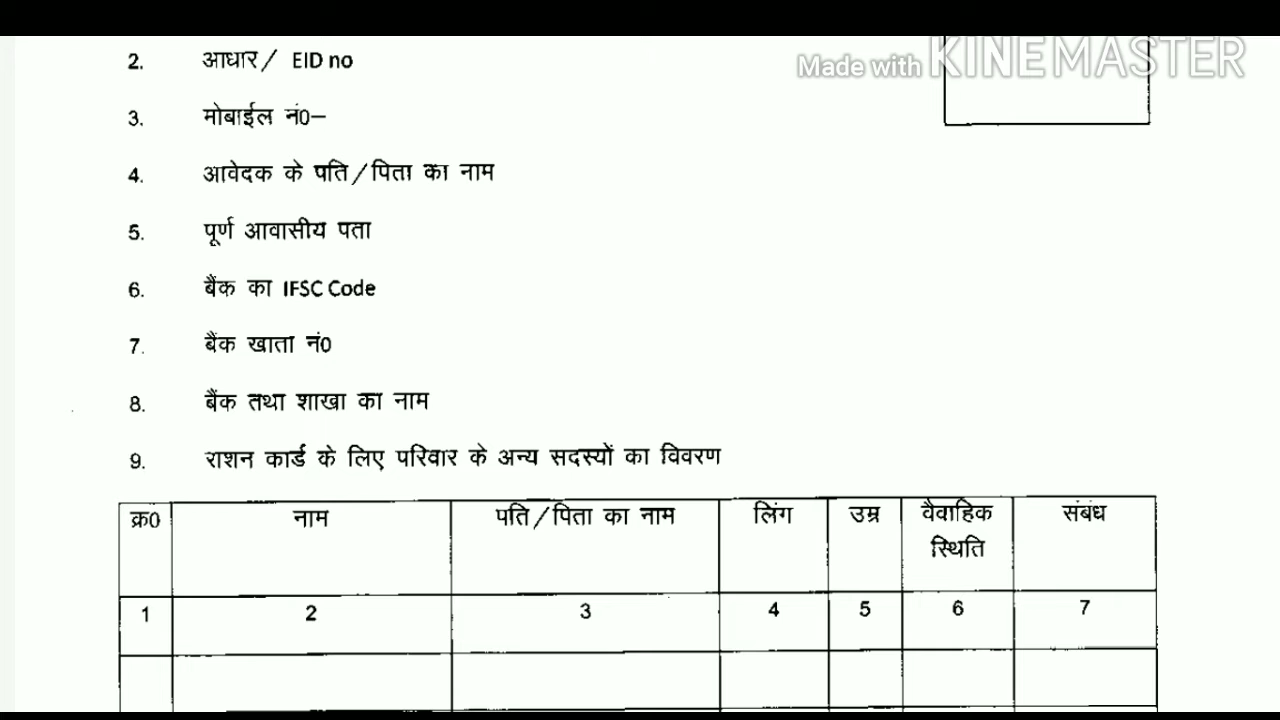 Made with KINEMASTER
2. आधार/ EID no
3. मोबाईल नं0–
4. आवेदक के पति/पिता का नाम
5. पूर्ण आवासीय पता
6. बैंक का IFSC Code
7. बैंक खाता नं0
8. बैंक तथा शाखा का नाम
9. राशन कार्ड के लिए परिवार के अन्य सदस्यों का विवरण
क्र0 नाम पति/पिता का नाम लिंग उम्र वैवाहिक स्थिति संबंध
1 2 3 4 5 6 7